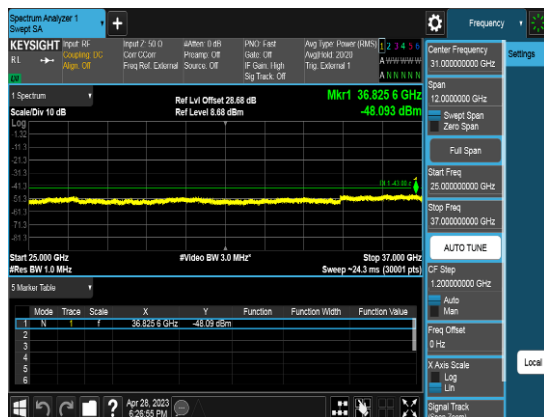 Spectrum Analyzer 1
Swept SA
+
Frequency
KEYSIGHT
RL
LU
Input: RF
Coupling: DC
Align: Off
Input Z: 50 Ω
Corr CCorr
Freq Ref: External
#Atten: 0 dB
Preamp: Off
Source: Off
PNO: Fast
Gate: Off
IF Gain: High
Sig Track: Off
Avg Type: Power (RMS)
Avg|Hold: 20/20
Trig: External 1
1 2 3 4 5 6
A W W W W W
A N N N N N
1 Spectrum
Scale/Div 10 dB
Log
Ref Lvl Offset 28.68 dB
Ref Level 8.68 dBm
Mkr1 36.825 6 GHz
-48.093 dBm
1.32
-11.3
-21.3
-31.3
-41.3
-51.3
-61.3
-71.3
-81.3
1
Start 25.000 GHz
#Res BW 1.0 MHz
#Video BW 3.0 MHz*
Stop 37.000 GHz
Sweep ~24.3 ms (30001 pts)
5 Marker Table
Mode Trace Scale X Y Function Function Width Function Value
1 N 1 f 36.825 6 GHz -48.09 dBm
2
3
4
5
6
Apr 28, 2023
6:26:55 PM
Center Frequency
31.000000000 GHz
Span
12.0000000 GHz
Swept Span
Zero Span
Full Span
Start Freq
25.000000000 GHz
Stop Freq
37.000000000 GHz
AUTO TUNE
CF Step
1.200000000 GHz
Auto
Man
Freq Offset
0 Hz
X Axis Scale
Log
Lin
Signal Track
Settings
Local